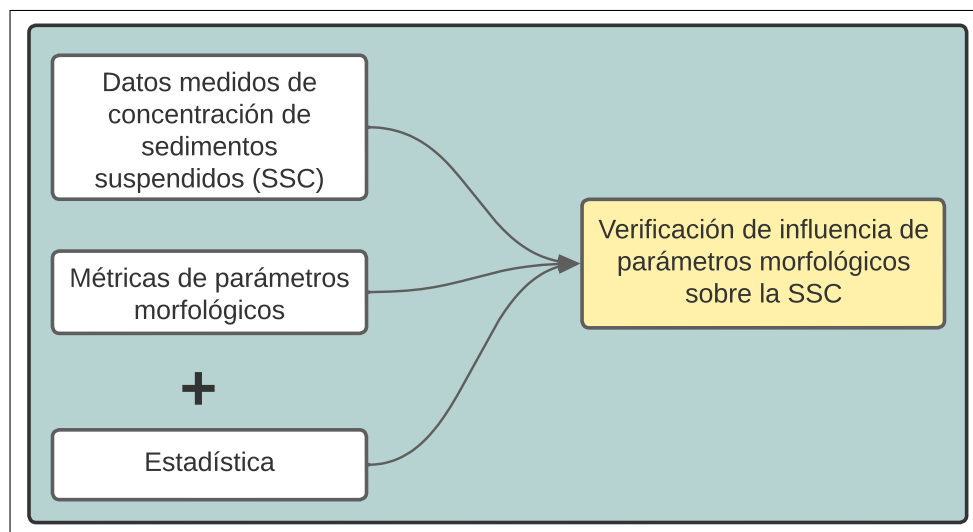 Datos medidos de
concentración de
sedimentos
suspendidos (SSC)
Métricas de parámetros
morfológicos
+
Estadística
Verificación de influencia de
parámetros morfológicos
sobre la SSC